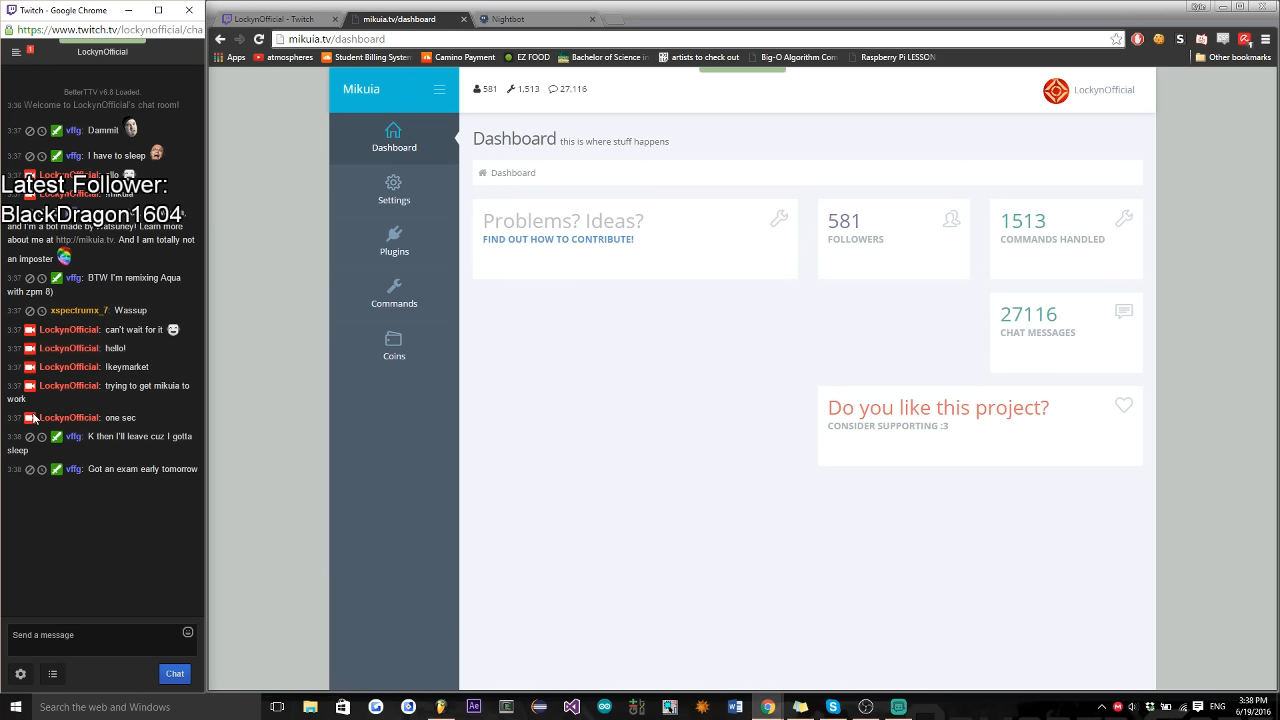 Twitch - Google Chrome
https://www.twitch.tv/lockynofficial/cha
1
LockynOfficial
BetterTTV v6.8 Loaded.
3:36 Welcome to LockynOfficial's chat room!
3:37 vffg: Dammit
3:37 vffg: I have to sleep
LockynOfficial:
Latest Follower:
BlackDragon1604
and I'm a bot made by
Learn more
about me at http://mikuia.tv. And I am totally not
an imposter
3:37 vffg: BTW I'm remixing Aqua
with zpm 8)
3:37 xspectrumx_7: Wassup
3:37 LockynOfficial: can't wait for it
3:37 LockynOfficial: hello!
3:37 LockynOfficial: !keymarket
3:37 LockynOfficial: trying to get mikuia to
work
3:37 LockynOfficial: one sec
3:38 vffg: K then I'll leave cuz I gotta
sleep
3:38 vffg: Got an exam early tomorrow
Send a message
Chat
LockynOfficial - Twitch
mikuia.tv/dashboard
Nightbot
Kyle
mikuia.tv/dashboard
Apps
atmospheres
Student Billing System
Camino Payment
EZ FOOD
Bachelor of Science in
artists to check out
Big-O Algorithm Com
Raspberry Pi LESSON
Other bookmarks
Mikuia
581 1,513 27,116
LockynOfficial
Dashboard
Settings
Plugins
Commands
Coins
Dashboard this is where stuff happens
Dashboard
Problems? Ideas?
FIND OUT HOW TO CONTRIBUTE!
581
FOLLOWERS
1513
COMMANDS HANDLED
27116
CHAT MESSAGES
Do you like this project?
CONSIDER SUPPORTING :3
Search the web and Windows
ENG
3:38 PM
6/19/2016